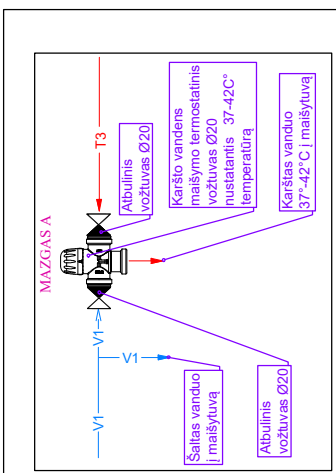 MAZGAS A
T3
Atbulinis
vožtuvas Ø20
Karšto vandens
maišymo termostatinis
vožtuvas Ø20
nustatantis 37-42C°
temperatūrą
Karštas vanduo
37°-42°C į maišytuvą
V1
V1
V1
Šaltas vanduo
į maišytuvą
Atbulinis
vožtuvas Ø20